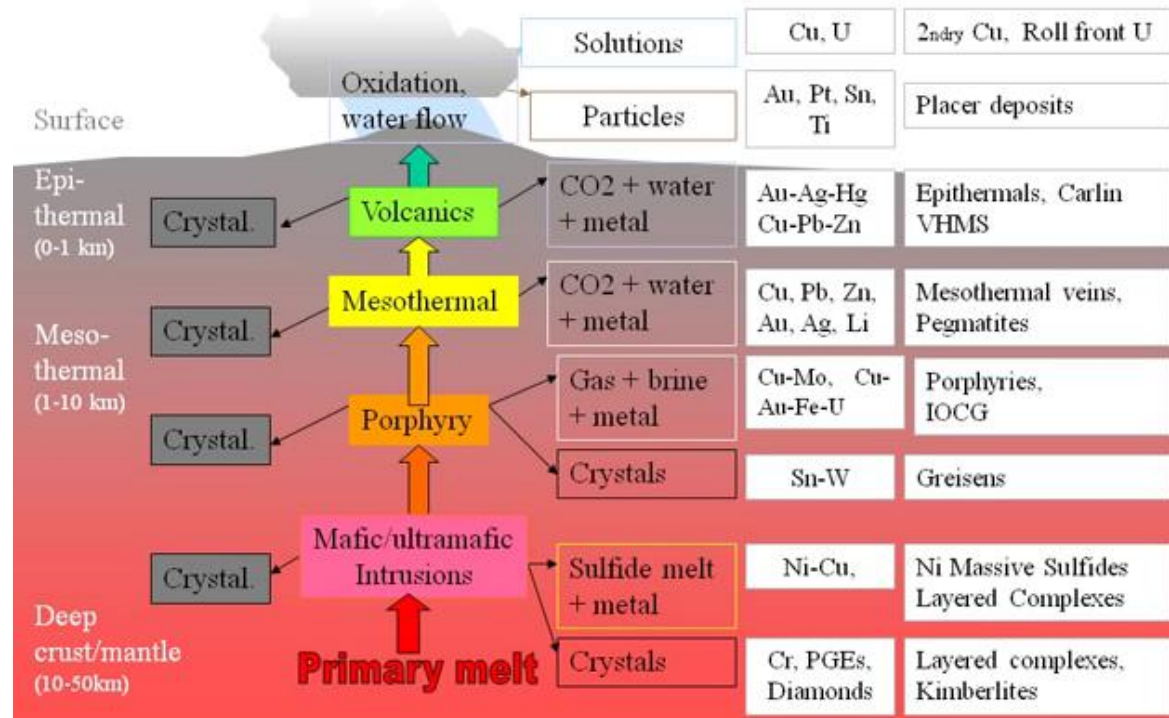 Solutions
Cu, U
2ndry Cu, Roll front U
Oxidation,
water flow
Surface
Particles
Au, Pt, Sn,
Ti
Placer deposits
Epi-
thermal
(0-1 km)
Crystal.
Volcanics
CO2 + water
+ metal
Au-Ag-Hg
Cu-Pb-Zn
Epithermals, Carlin
VHMS
Meso-
thermal
(1-10 km)
Crystal.
Mesothermal
CO2 + water
+ metal
Cu, Pb, Zn,
Au, Ag, Li
Mesothermal veins,
Pegmatites
Crystal.
Porphyry
Gas + brine
+ metal
Cu-Mo, Cu-
Au-Fe-U
Porphyries,
IOCG
Crystals
Sn-W
Greisens
Deep
crust/mantle
(10-50km)
Crystal.
Mafic/ultramafic
Intrusions
Sulfide melt
+ metal
Ni-Cu,
Ni Massive Sulfides
Layered Complexes
Primary melt
Crystals
Cr, PGEs,
Diamonds
Layered complexes,
Kimberlites